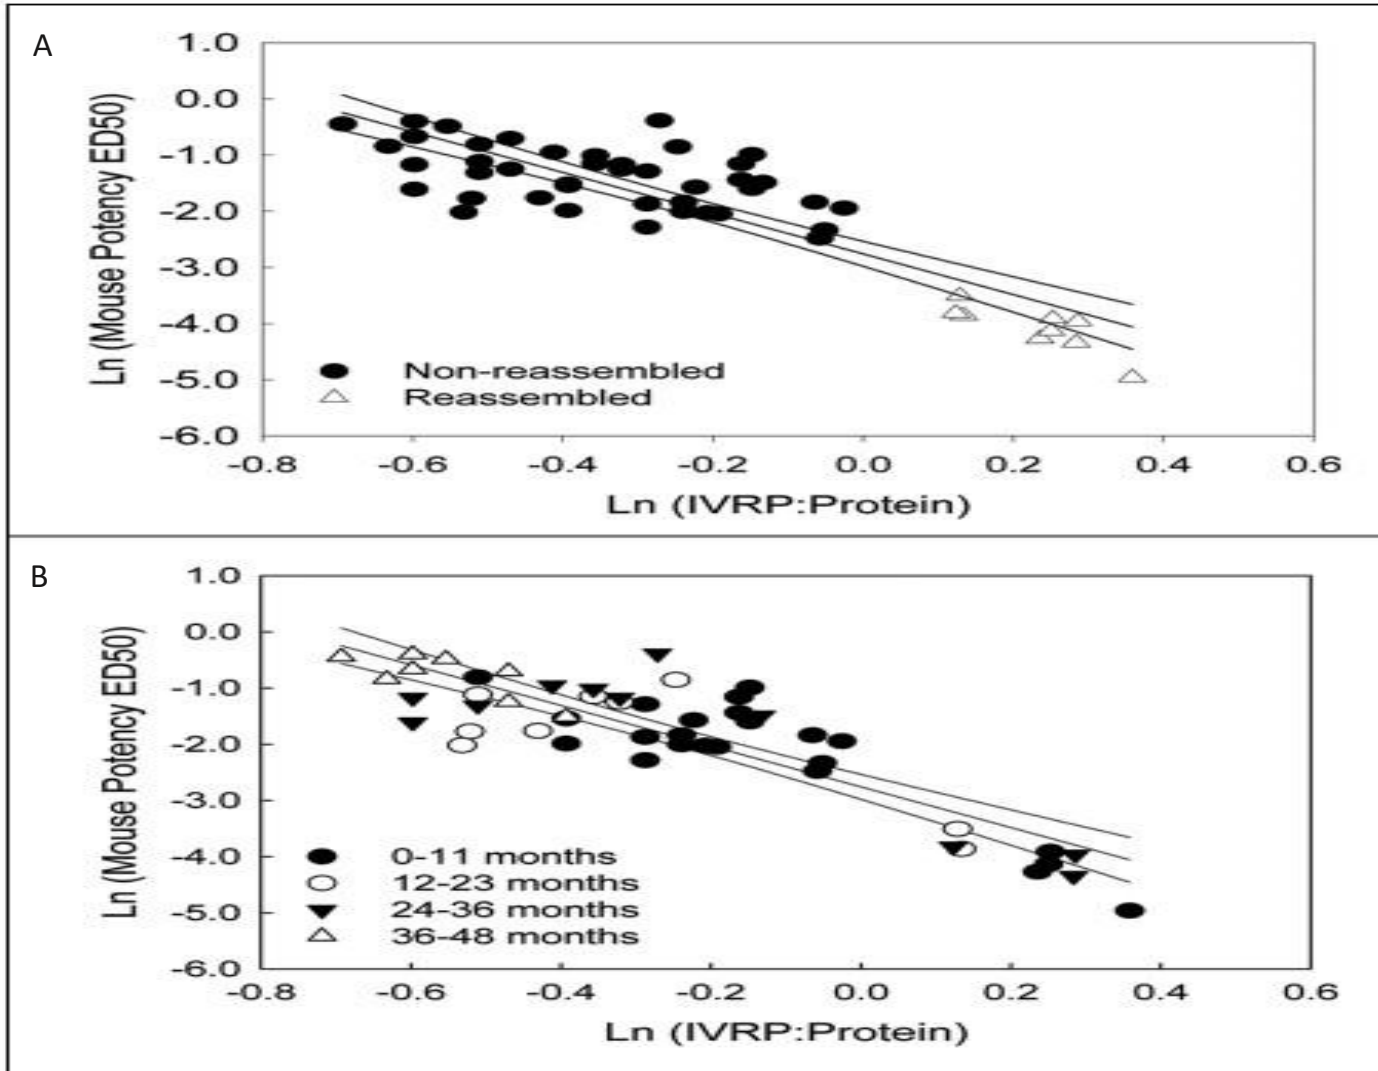 A
1.0
0.0
-1.0
-2.0
-3.0
-4.0
-5.0
-6.0
Ln (Mouse Potency ED50)
Non-reassembled
Reassembled
-0.8 -0.6 -0.4 -0.2 0.0 0.2 0.4 0.6
Ln (IVRP:Protein)
B
1.0
0.0
-1.0
-2.0
-3.0
-4.0
-5.0
-6.0
Ln (Mouse Potency ED50)
0-11 months
12-23 months
24-36 months
36-48 months
-0.8 -0.6 -0.4 -0.2 0.0 0.2 0.4 0.6
Ln (IVRP:Protein)